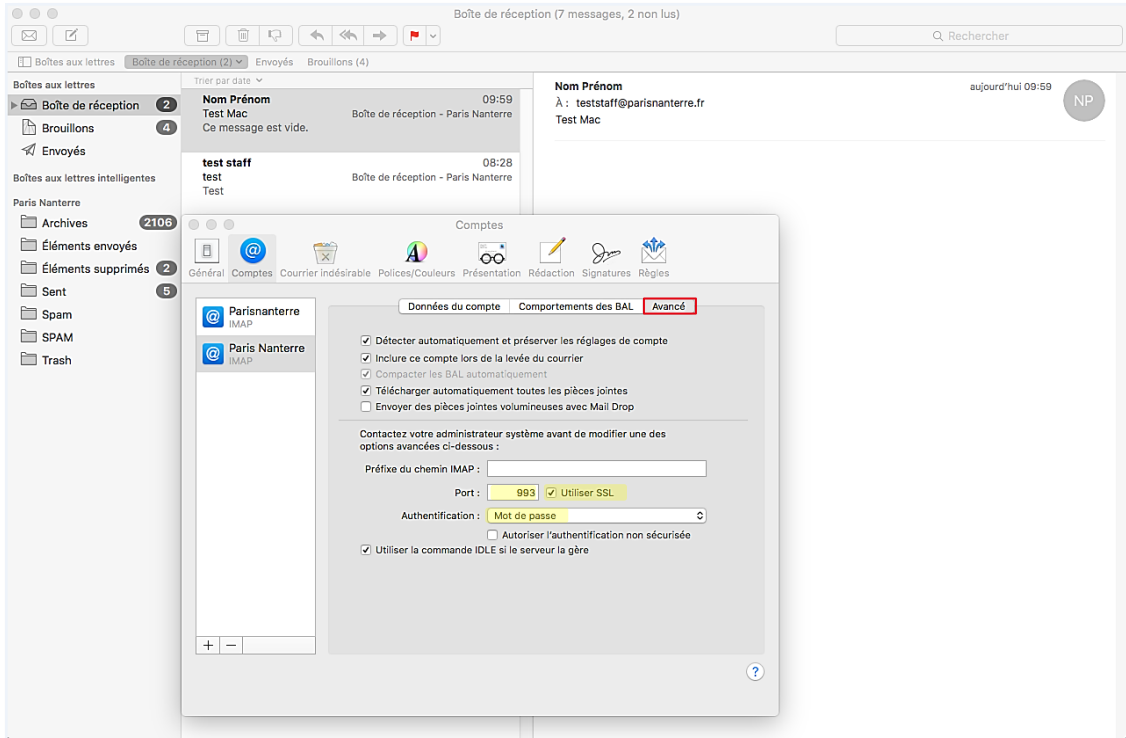 Boîte de réception (7 messages, 2 non lus)
Rechercher
Boîtes aux lettres Boîte de réception (2) Envoyés Brouillons (4)
Boîtes aux lettres
Boîte de réception 2
Brouillons 4
Envoyés
Boîtes aux lettres intelligentes
Paris Nanterre
Archives 2106
Éléments envoyés
Éléments supprimés 2
Sent 5
Spam
SPAM
Trash
Trier par date
Nom Prénom 09:59
Test Mac Boîte de réception - Paris Nanterre
Ce message est vide.
test staff 08:28
test Boîte de réception - Paris Nanterre
Test
Nom Prénom aujourd'hui 09:59
À : teststaff@parisnanterre.fr
Test Mac
NP
Comptes
Général Comptes Courrier indésirable Polices/Couleurs Présentation Rédaction Signatures Règles
Parisnanterre
IMAP
Paris Nanterre
IMAP
Données du compte Comportements des BAL Avancé
Détecter automatiquement et préserver les réglages de compte
Inclure ce compte lors de la levée du courrier
Compacter les BAL automatiquement
Télécharger automatiquement toutes les pièces jointes
Envoyer des pièces jointes volumineuses avec Mail Drop
Contactez votre administrateur système avant de modifier une des
options avancées ci-dessous :
Préfixe du chemin IMAP :
Port : 993 Utiliser SSL
Authentification : Mot de passe
Autoriser l'authentification non sécurisée
Utiliser la commande IDLE si le serveur la gère
+ −
?